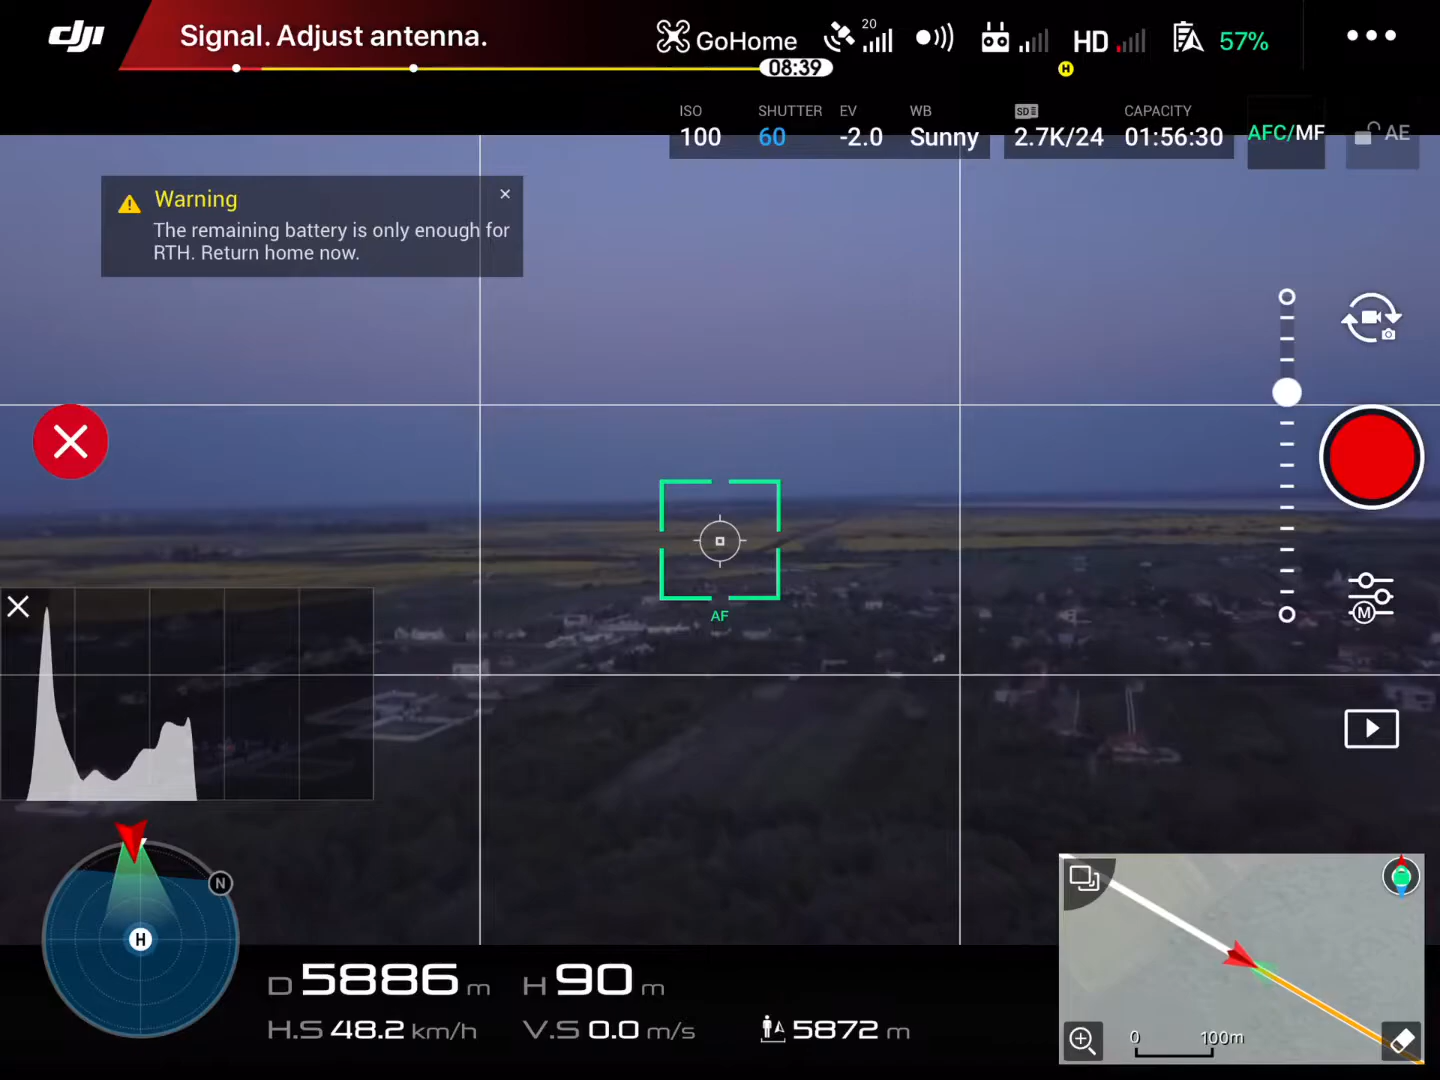 dji
Signal. Adjust antenna.
GoHome
20
HD
57%
08:39
H
ISO
100
SHUTTER
60
EV
-2.0
WB
Sunny
SD
2.7K/24
CAPACITY
01:56:30
AFC/MF
AE
Warning
The remaining battery is only enough for
RTH. Return home now.
AF
M
N
H
D 5886 m
H 90 m
H.S 48.2 km/h
V.S 0.0 m/s
5872 m
0
100m